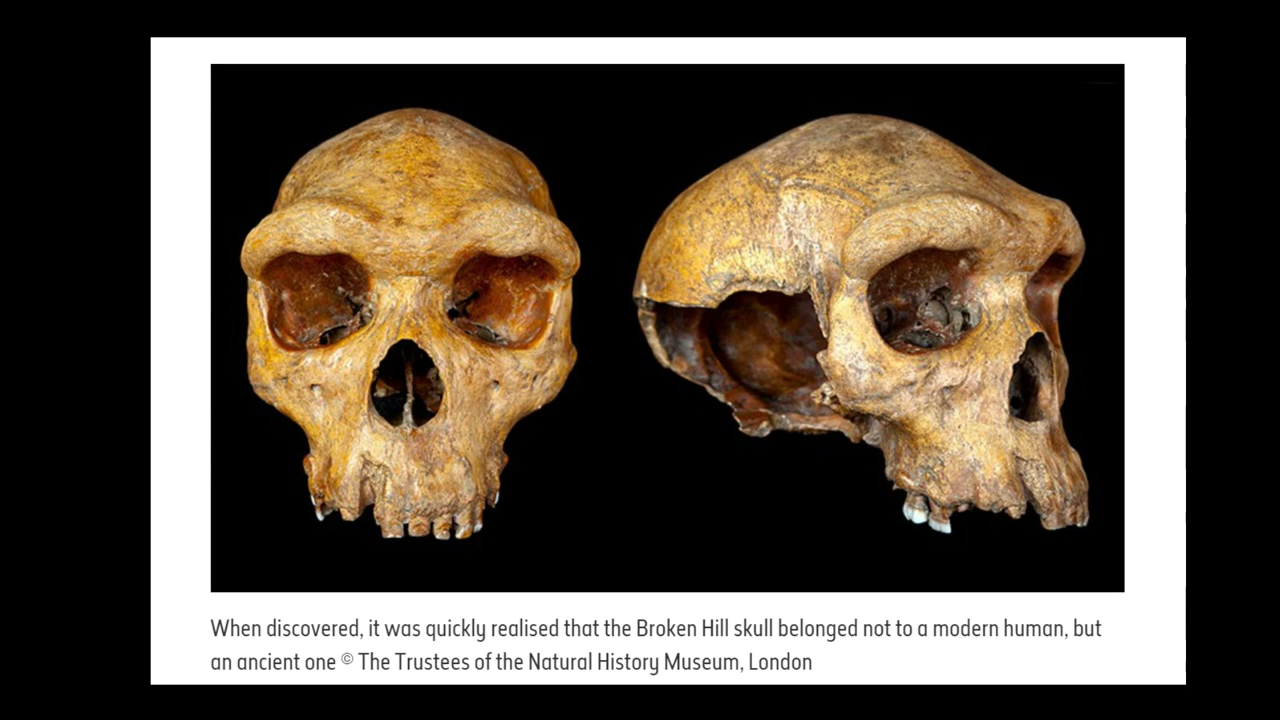 When discovered, it was quickly realised that the Broken Hill skull belonged not to a modern human, but
an ancient one © The Trustees of the Natural History Museum, London